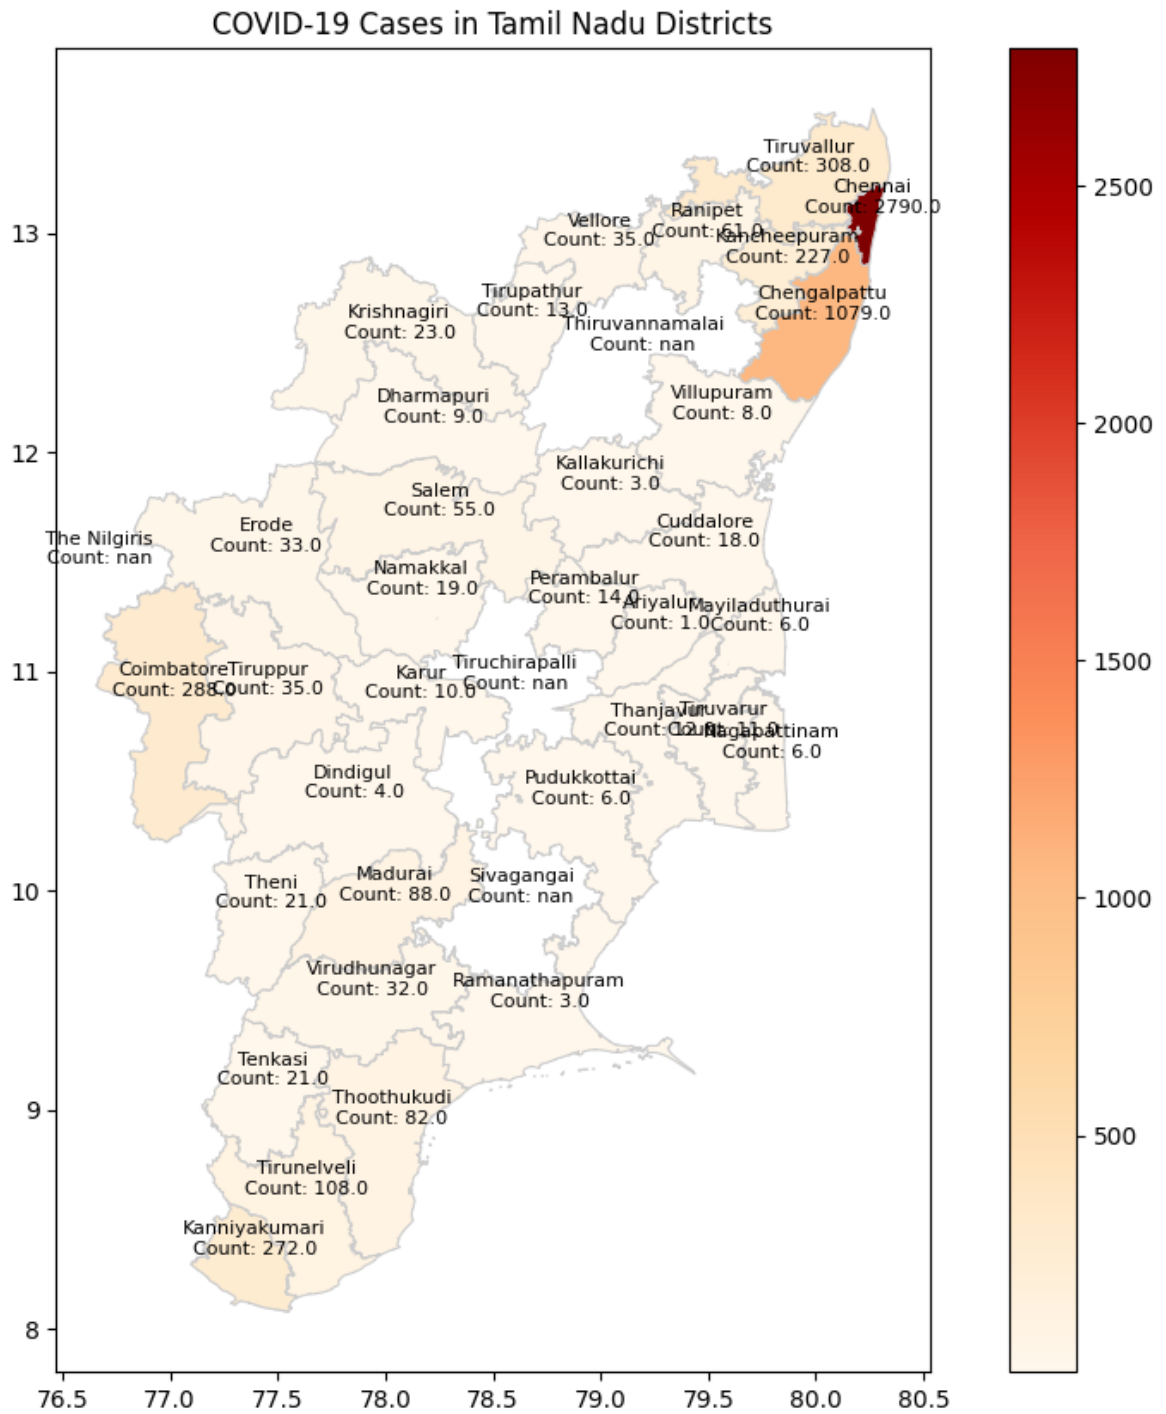 COVID-19 Cases in Tamil Nadu Districts
Tiruvallur
Count: 308.0
Chennai
Count: 2790.0
Ranipet
Count: 61.0
Vellore
Count: 35.0
Kancheepuram
Count: 227.0
Tirupathur
Count: 13.0
Chengalpattu
Count: 1079.0
Krishnagiri
Count: 23.0
Thiruvannamalai
Count: nan
Dharmapuri
Count: 9.0
Villupuram
Count: 8.0
Kallakurichi
Count: 3.0
Salem
Count: 55.0
Cuddalore
Count: 18.0
Erode
Count: 33.0
The Nilgiris
Count: nan
Namakkal
Count: 19.0
Perambalur
Count: 14.0
Ariyalur
Count: 1.0
Mayiladuthurai
Count: 6.0
Coimbatore
Count: 288.0
Tiruppur
Count: 35.0
Karur
Count: 10.0
Tiruchirapalli
Count: nan
Thanjavur
Count: 12.0
Tiruvarur
Count: 11.0
Nagapattinam
Count: 6.0
Dindigul
Count: 4.0
Pudukkottai
Count: 6.0
Theni
Count: 21.0
Madurai
Count: 88.0
Sivagangai
Count: nan
Virudhunagar
Count: 32.0
Ramanathapuram
Count: 3.0
Tenkasi
Count: 21.0
Thoothukudi
Count: 82.0
Tirunelveli
Count: 108.0
Kanniyakumari
Count: 272.0
13
12
11
10
9
8
76.5 77.0 77.5 78.0 78.5 79.0 79.5 80.0 80.5
2500
2000
1500
1000
500